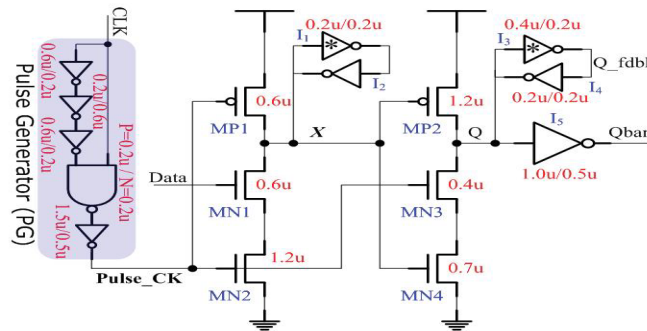 CLK
Pulse Generator (PG)
0.6u/0.2u
0.2u/0.6u
0.6u/0.2u
P=0.2u / N=0.2u
1.5u/0.5u
Pulse_CK
Data
0.2u/0.2u
I1
*
I2
0.6u
MP1
X
0.6u
MN1
1.2u
MN2
0.4u/0.2u
I3
*
Q_fdbk
I4
0.2u/0.2u
1.2u
MP2
Q
I5
Qbar
1.0u/0.5u
0.4u
MN3
0.7u
MN4